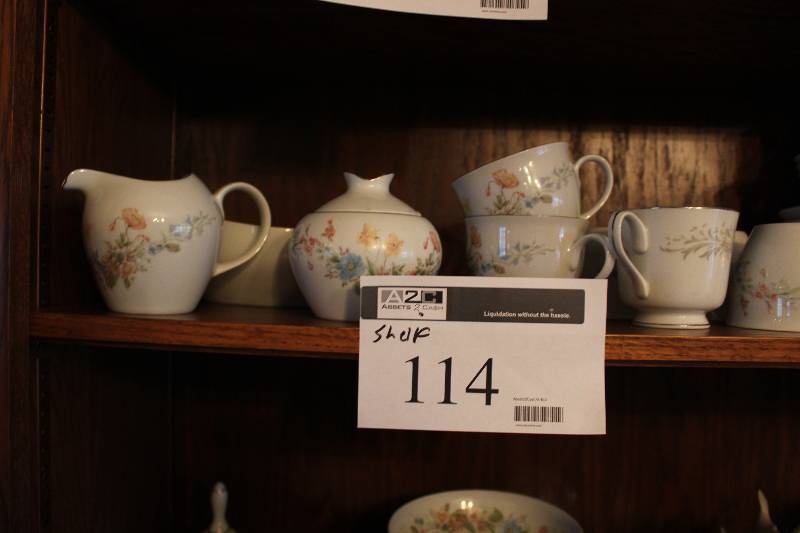 A2C
ASSETS 2 CASH
Liquidation without the hassle.
Shelf
114